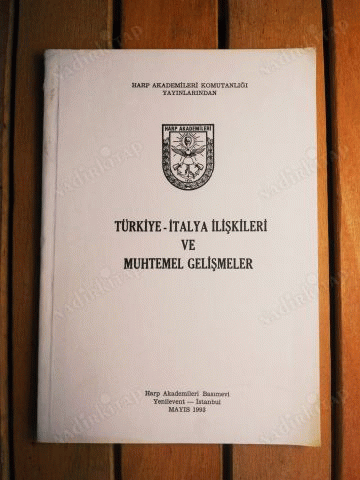 HARP AKADEMİLERİ KOMUTANLIĞI
YAYINLARINDAN
HARP AKADEMİLERİ
TÜRKİYE - İTALYA İLİŞKİLERİ
VE
MUHTEMEL GELİŞMELER
Harp Akademileri Basımevi
Yenilevent — İstanbul
MAYIS 1993
NadirKitap